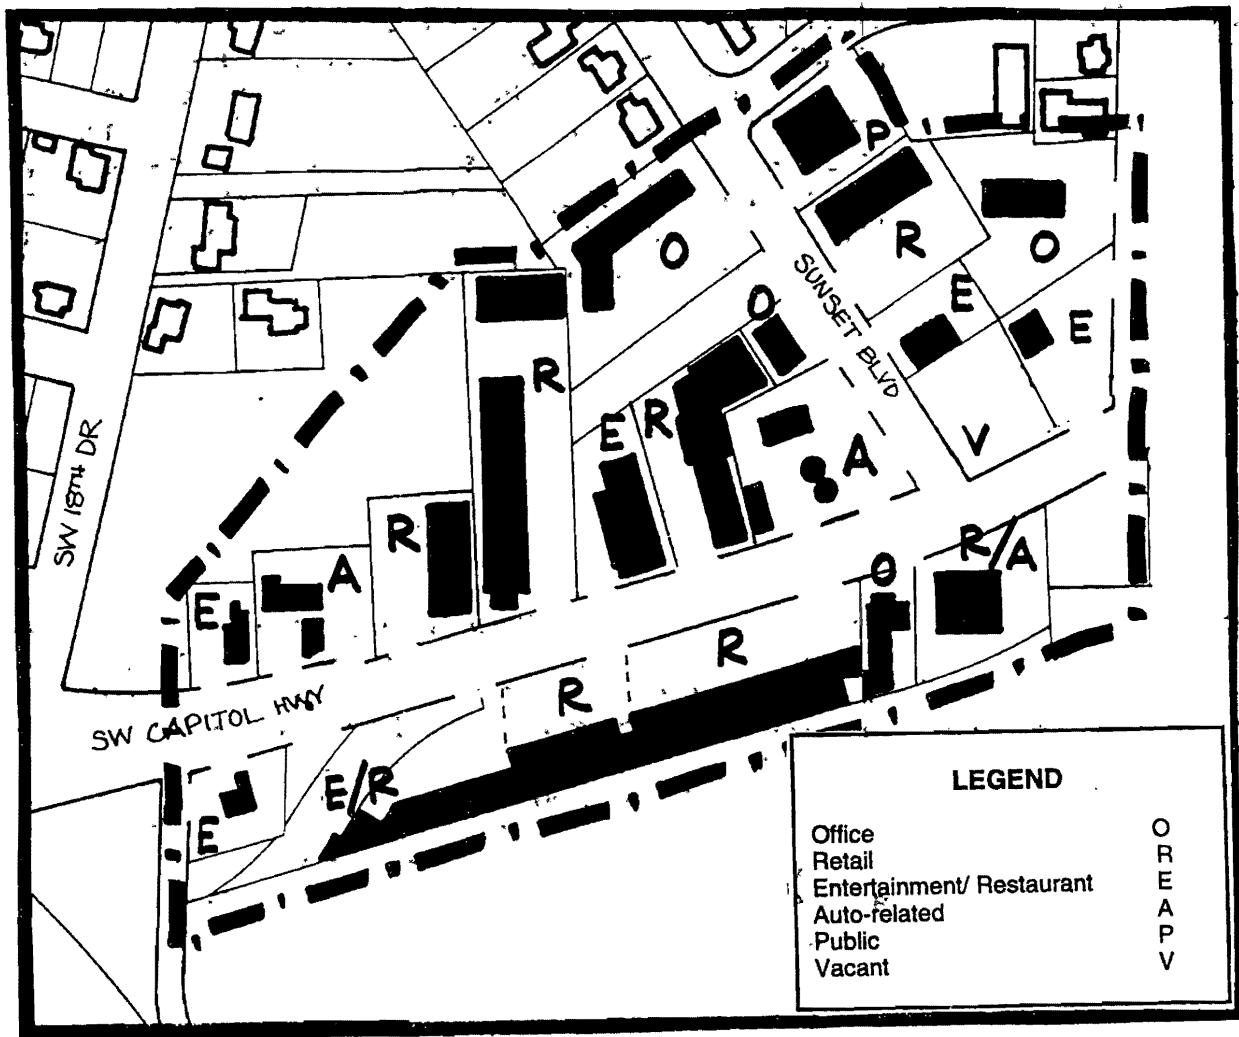 P
R
O
O
E
E
O
SUNSET BLVD
R
E
R
V
A
SW 18TH DR
R
A
E
R/A
O
R
R
SW CAPITOL HWY
E/R
E
LEGEND
Office O
Retail R
Entertainment/ Restaurant E
Auto-related A
Public P
Vacant V